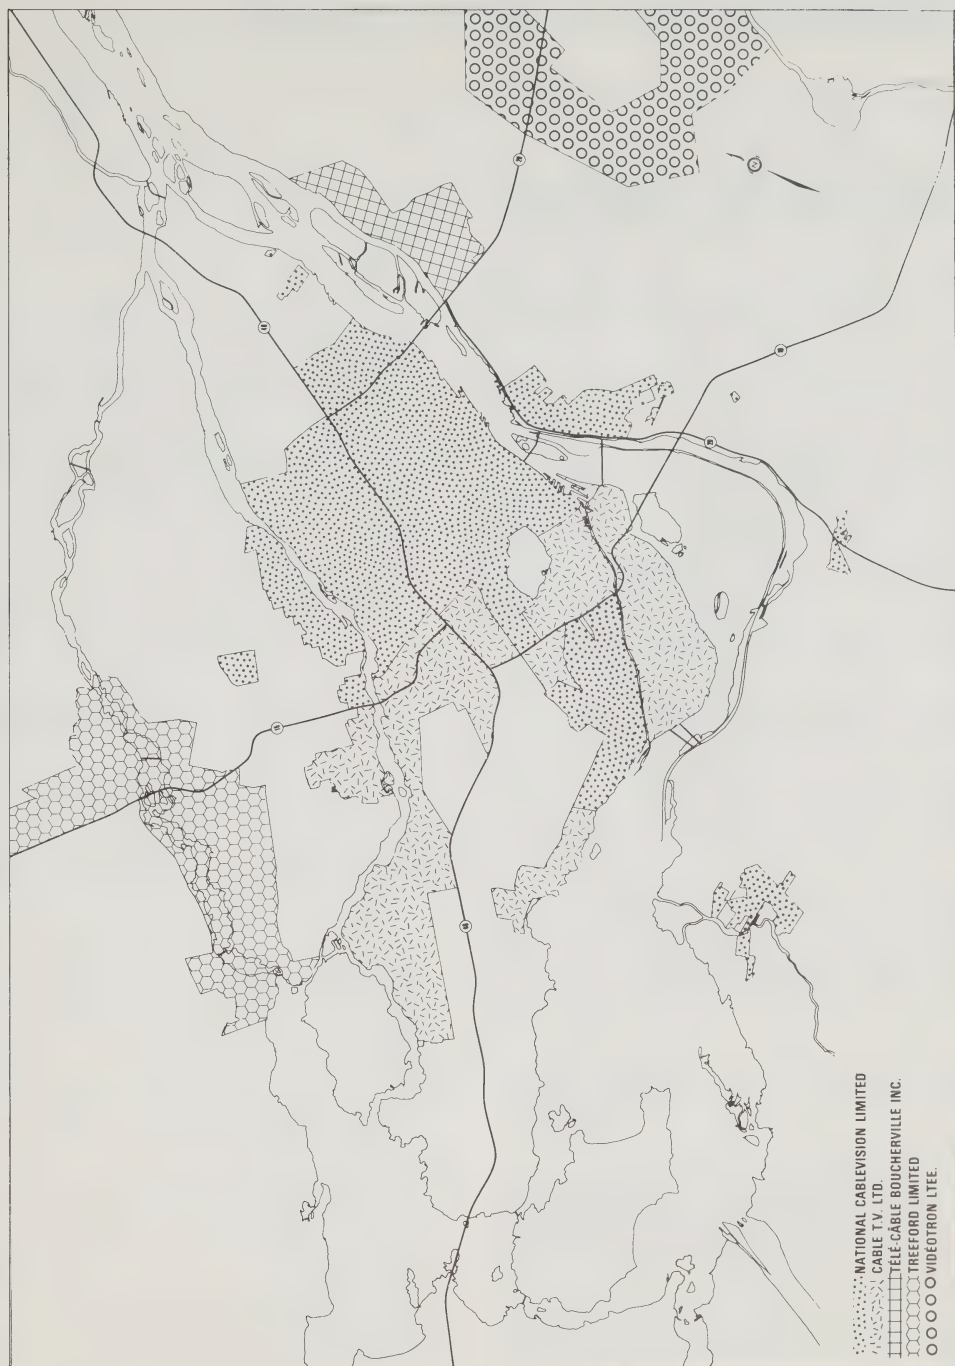 NATIONAL CABLEVISION LIMITED
CABLE T.V. LTD.
TÉLÉ-CÂBLE BOUCHERVILLE INC.
TREEFORD LIMITED
VIDÉOTRON LTEE.